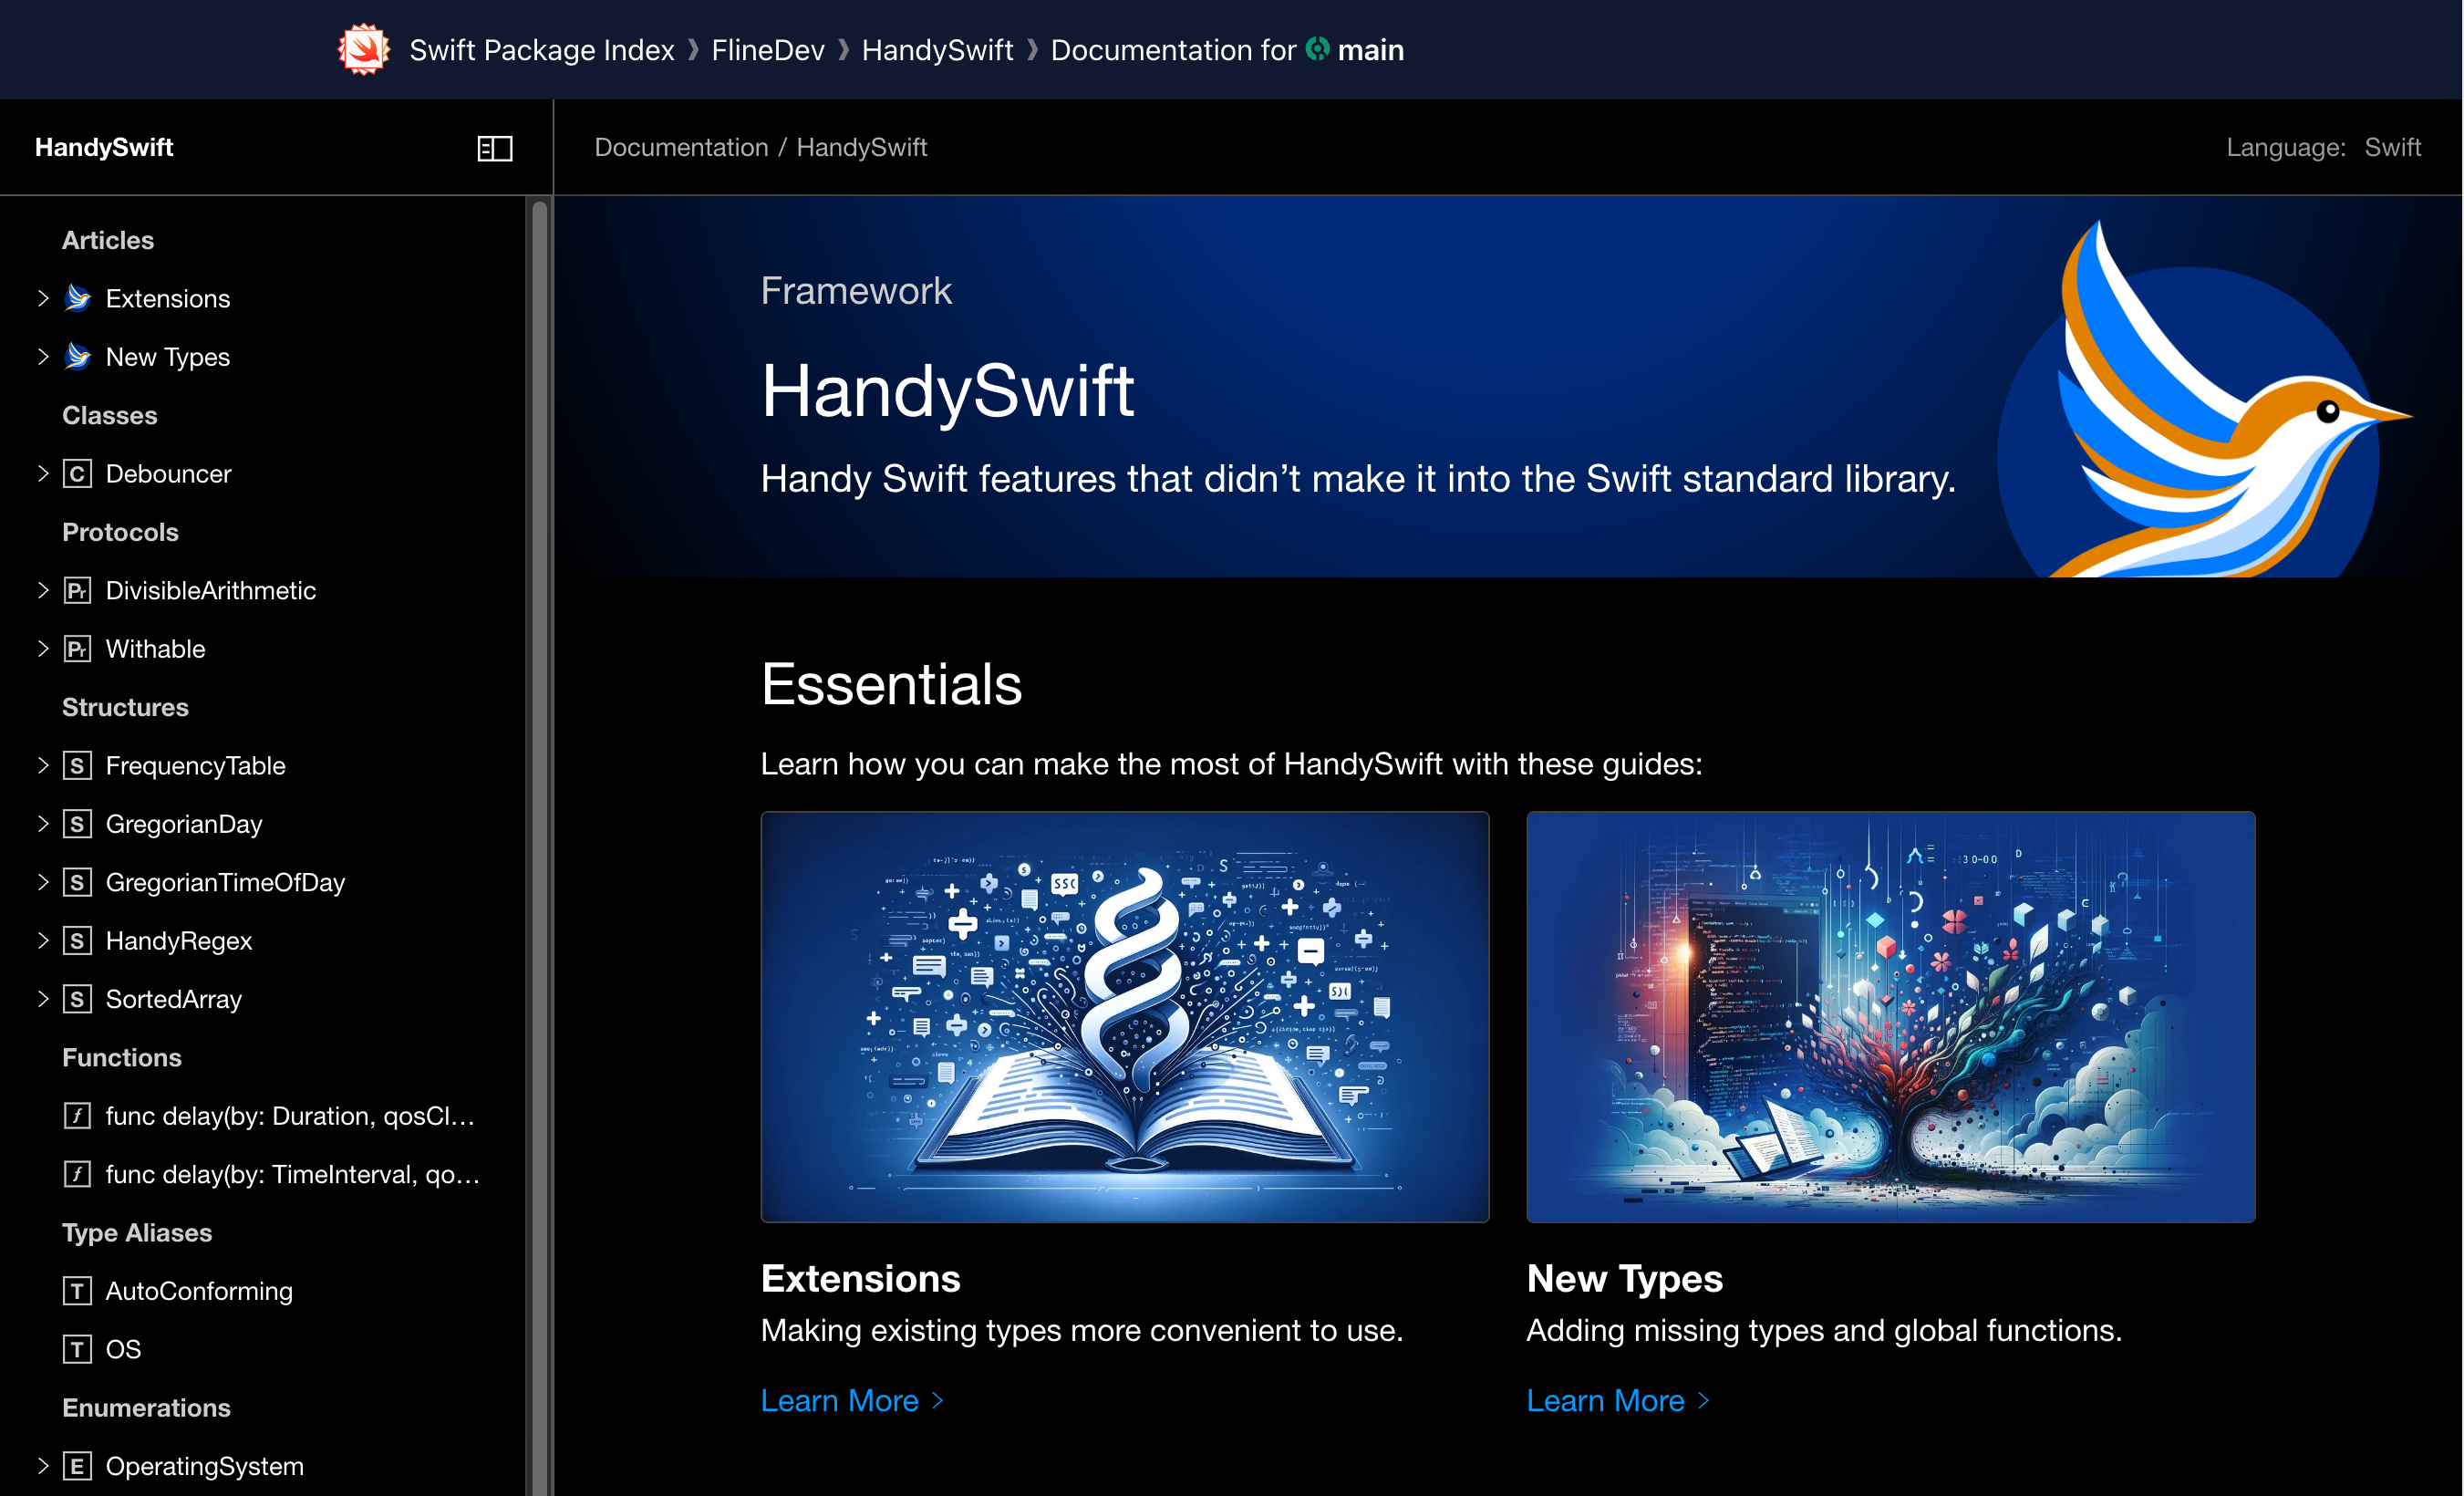 Swift Package Index ❯ FlineDev ❯ HandySwift ❯ Documentation for main
HandySwift
Documentation / HandySwift
Language: Swift
Articles
Extensions
New Types
Classes
C Debouncer
Protocols
Pr DivisibleArithmetic
Pr Withable
Structures
S FrequencyTable
S GregorianDay
S GregorianTimeOfDay
S HandyRegex
S SortedArray
Functions
f func delay(by: Duration, qosCl...
f func delay(by: TimeInterval, qo...
Type Aliases
T AutoConforming
T OS
Enumerations
E OperatingSystem
Framework
HandySwift
Handy Swift features that didn’t make it into the Swift standard library.
Essentials
Learn how you can make the most of HandySwift with these guides:
Extensions
Making existing types more convenient to use.
Learn More >
New Types
Adding missing types and global functions.
Learn More >